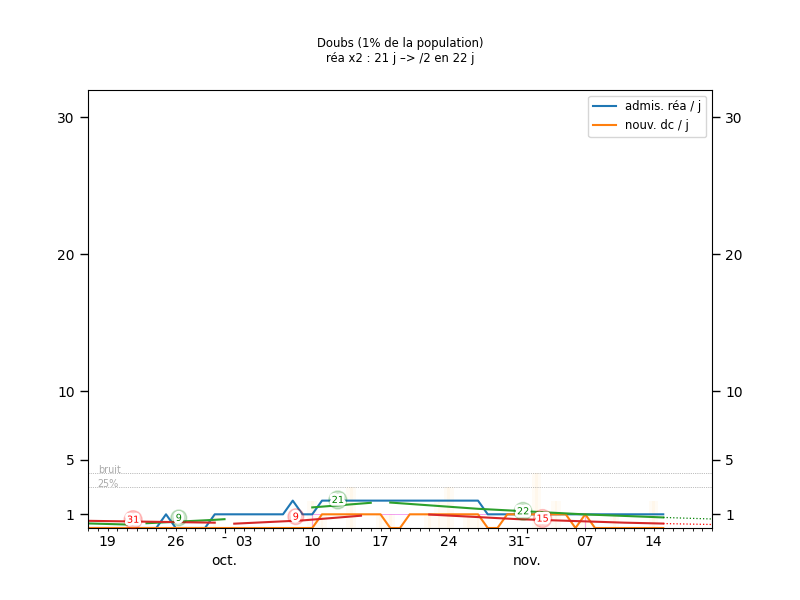 Doubs (1% de la population)
réa x2 : 21 j –> /2 en 22 j
admis. réa / j
nouv. dc / j
30 30
20 20
10 10
5 5
bruit
25%
1 1
31 9 9 21 22 15
19 26 - 03 10 17 24 31 - 07 14
oct. nov.